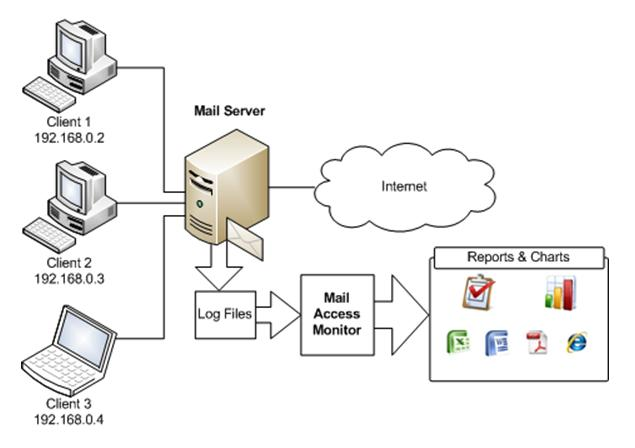 Client 1
192.168.0.2
Mail Server
Internet
Client 2
192.168.0.3
Reports & Charts
Log Files
Mail
Access
Monitor
Client 3
192.168.0.4